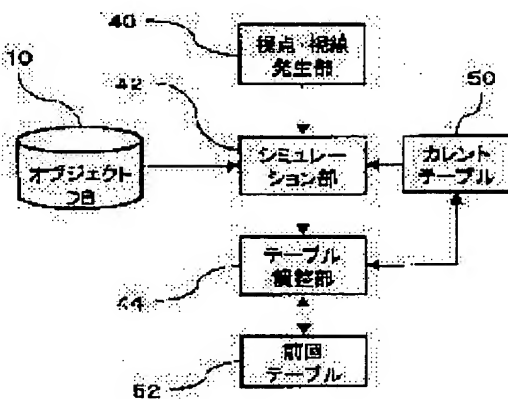 40
視点・視線
発生部
10
42
50
オブジェクト
シミュレー
ション部
カレント
テーブル
テーブル
調整部
44
前回
テーブル
52